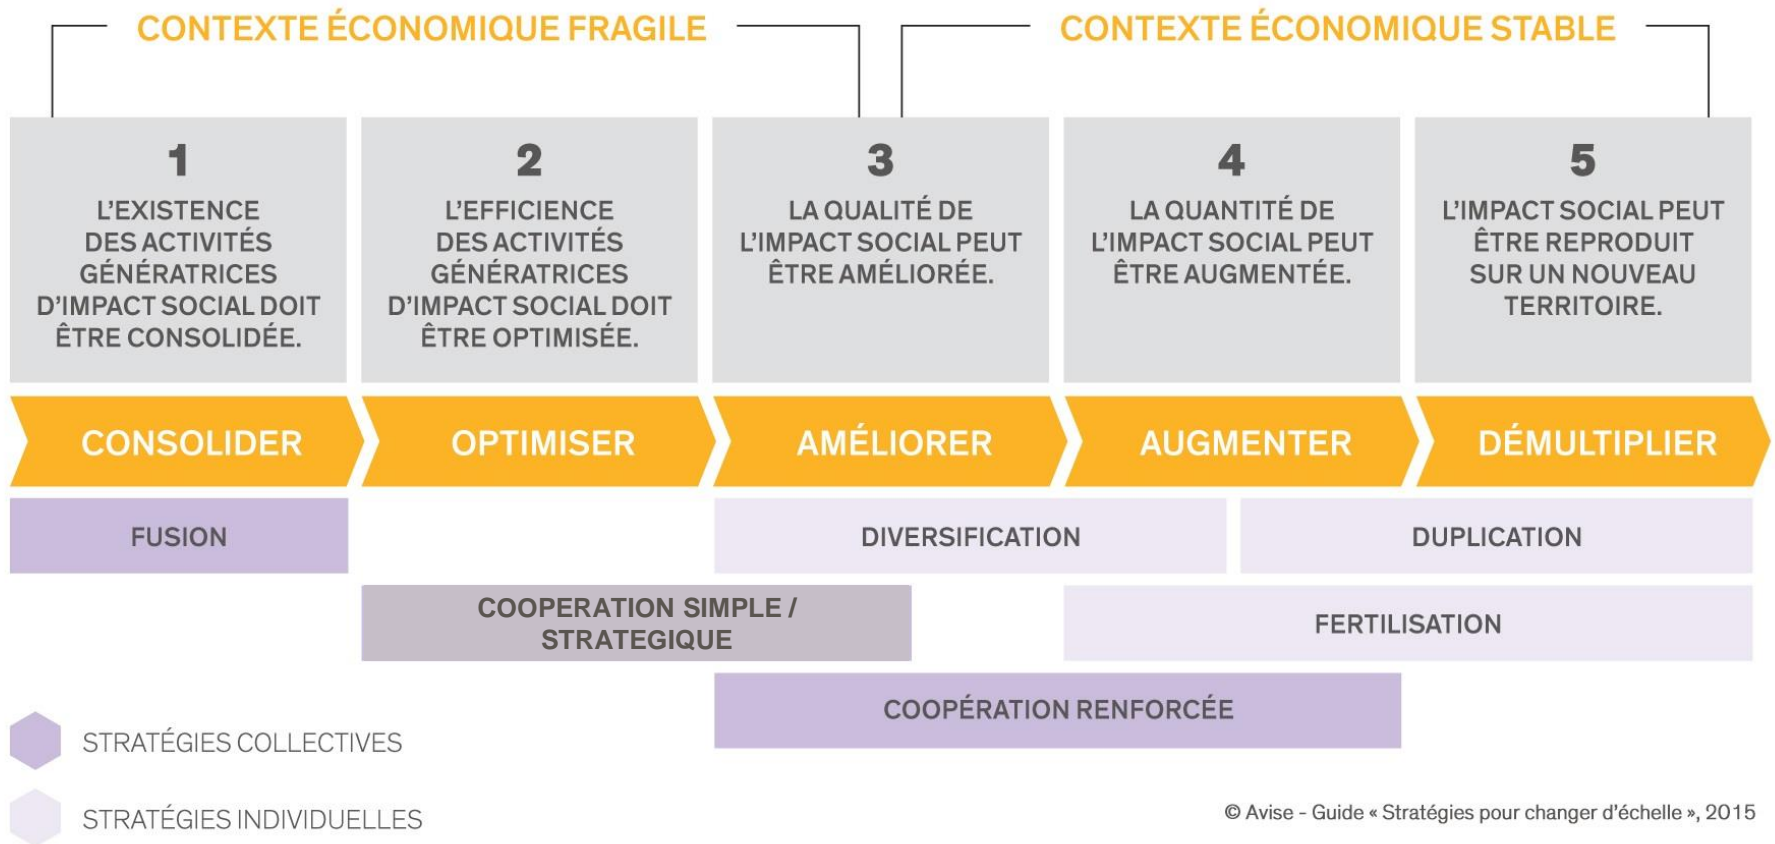 CONTEXTE ÉCONOMIQUE FRAGILE
CONTEXTE ÉCONOMIQUE STABLE
1
L'EXISTENCE
DES ACTIVITÉS
GÉNÉRATRICES
D'IMPACT SOCIAL DOIT
ÊTRE CONSOLIDÉE.
2
L'EFFICIENCE
DES ACTIVITÉS
GÉNÉRATRICES
D'IMPACT SOCIAL DOIT
ÊTRE OPTIMISÉE.
3
LA QUALITÉ DE
L'IMPACT SOCIAL PEUT
ÊTRE AMÉLIORÉE.
4
LA QUANTITÉ DE
L'IMPACT SOCIAL PEUT
ÊTRE AUGMENTÉE.
5
L'IMPACT SOCIAL PEUT
ÊTRE REPRODUIT
SUR UN NOUVEAU
TERRITOIRE.
CONSOLIDER
OPTIMISER
AMÉLIORER
AUGMENTER
DÉMULTIPLIER
FUSION
DIVERSIFICATION
DUPLICATION
COOPERATION SIMPLE /
STRATEGIQUE
FERTILISATION
COOPÉRATION RENFORCÉE
STRATÉGIES COLLECTIVES
STRATÉGIES INDIVIDUELLES
© Avise - Guide « Stratégies pour changer d'échelle », 2015